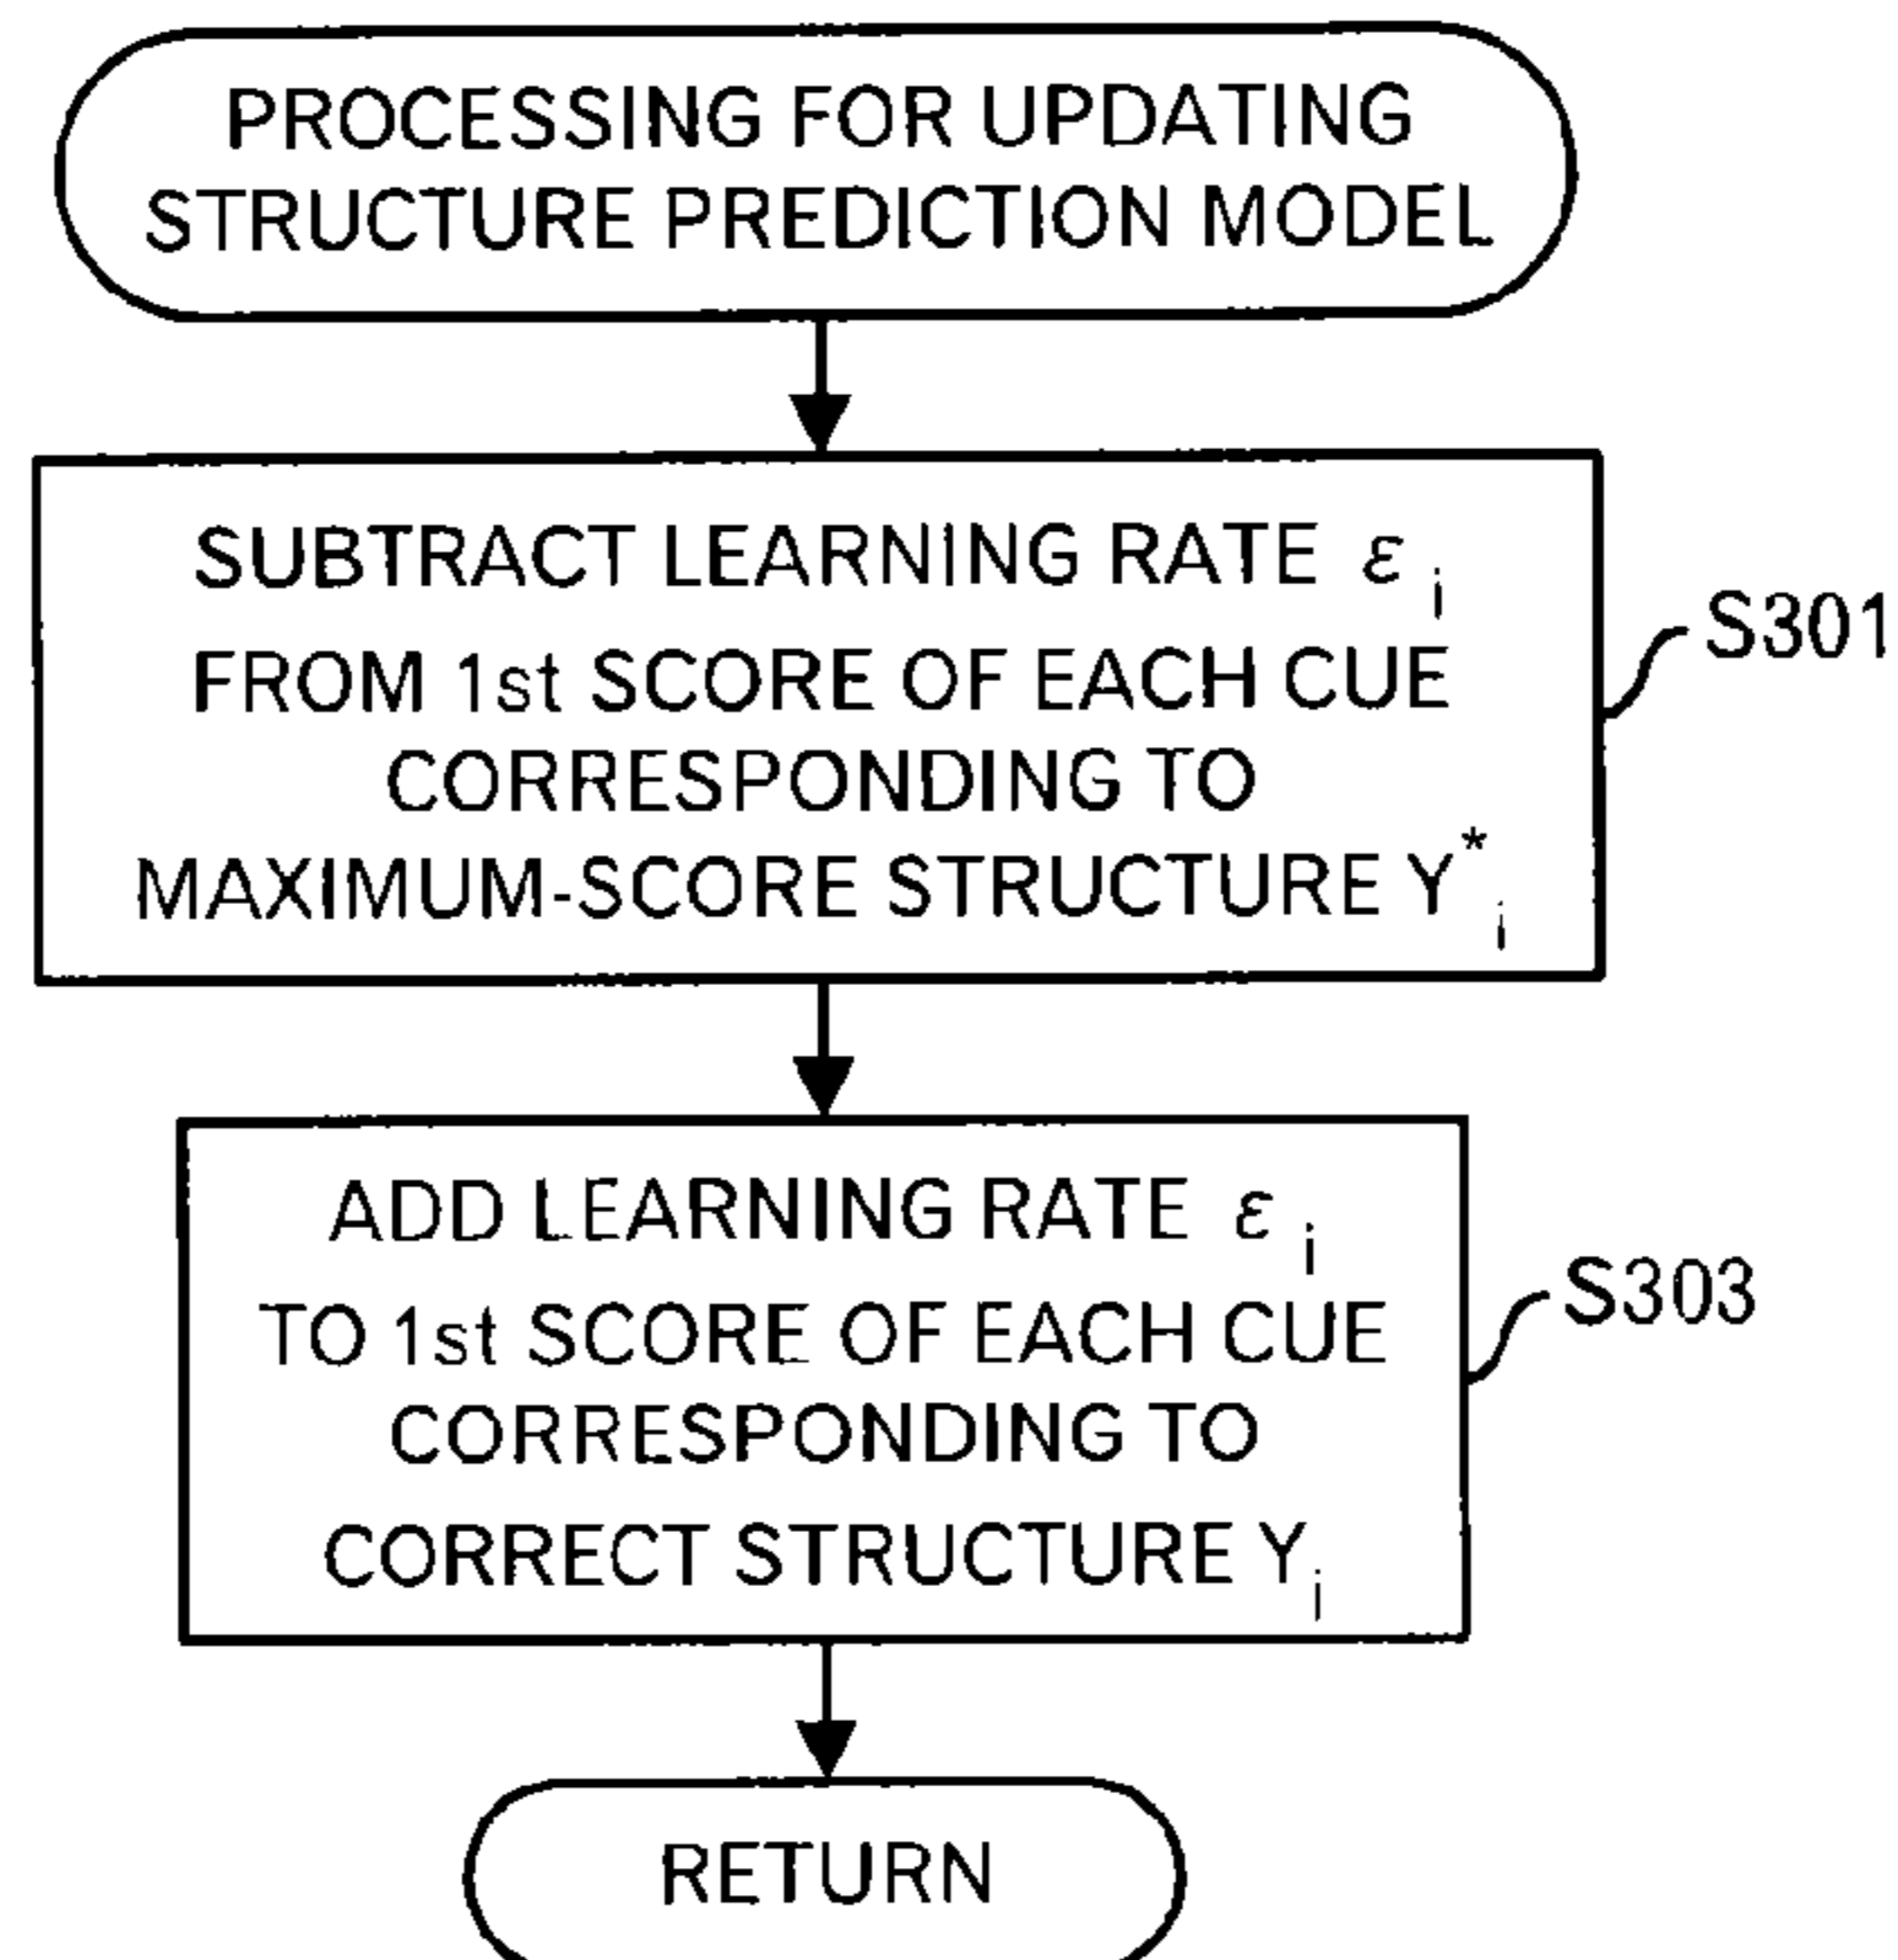 PROCESSING FOR UPDATING
STRUCTURE PREDICTION MODEL
SUBTRACT LEARNING RATE ε i
FROM 1st SCORE OF EACH CUE
CORRESPONDING TO
MAXIMUM-SCORE STRUCTURE Y*i
S301
ADD LEARNING RATE ε i
TO 1st SCORE OF EACH CUE
CORRESPONDING TO
CORRECT STRUCTURE Yi
S303
RETURN